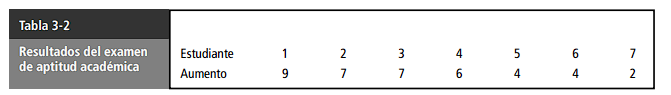 Tabla 3-2
Resultados del examen
de aptitud académica
Estudiante 1 2 3 4 5 6 7
Aumento 9 7 7 6 4 4 2